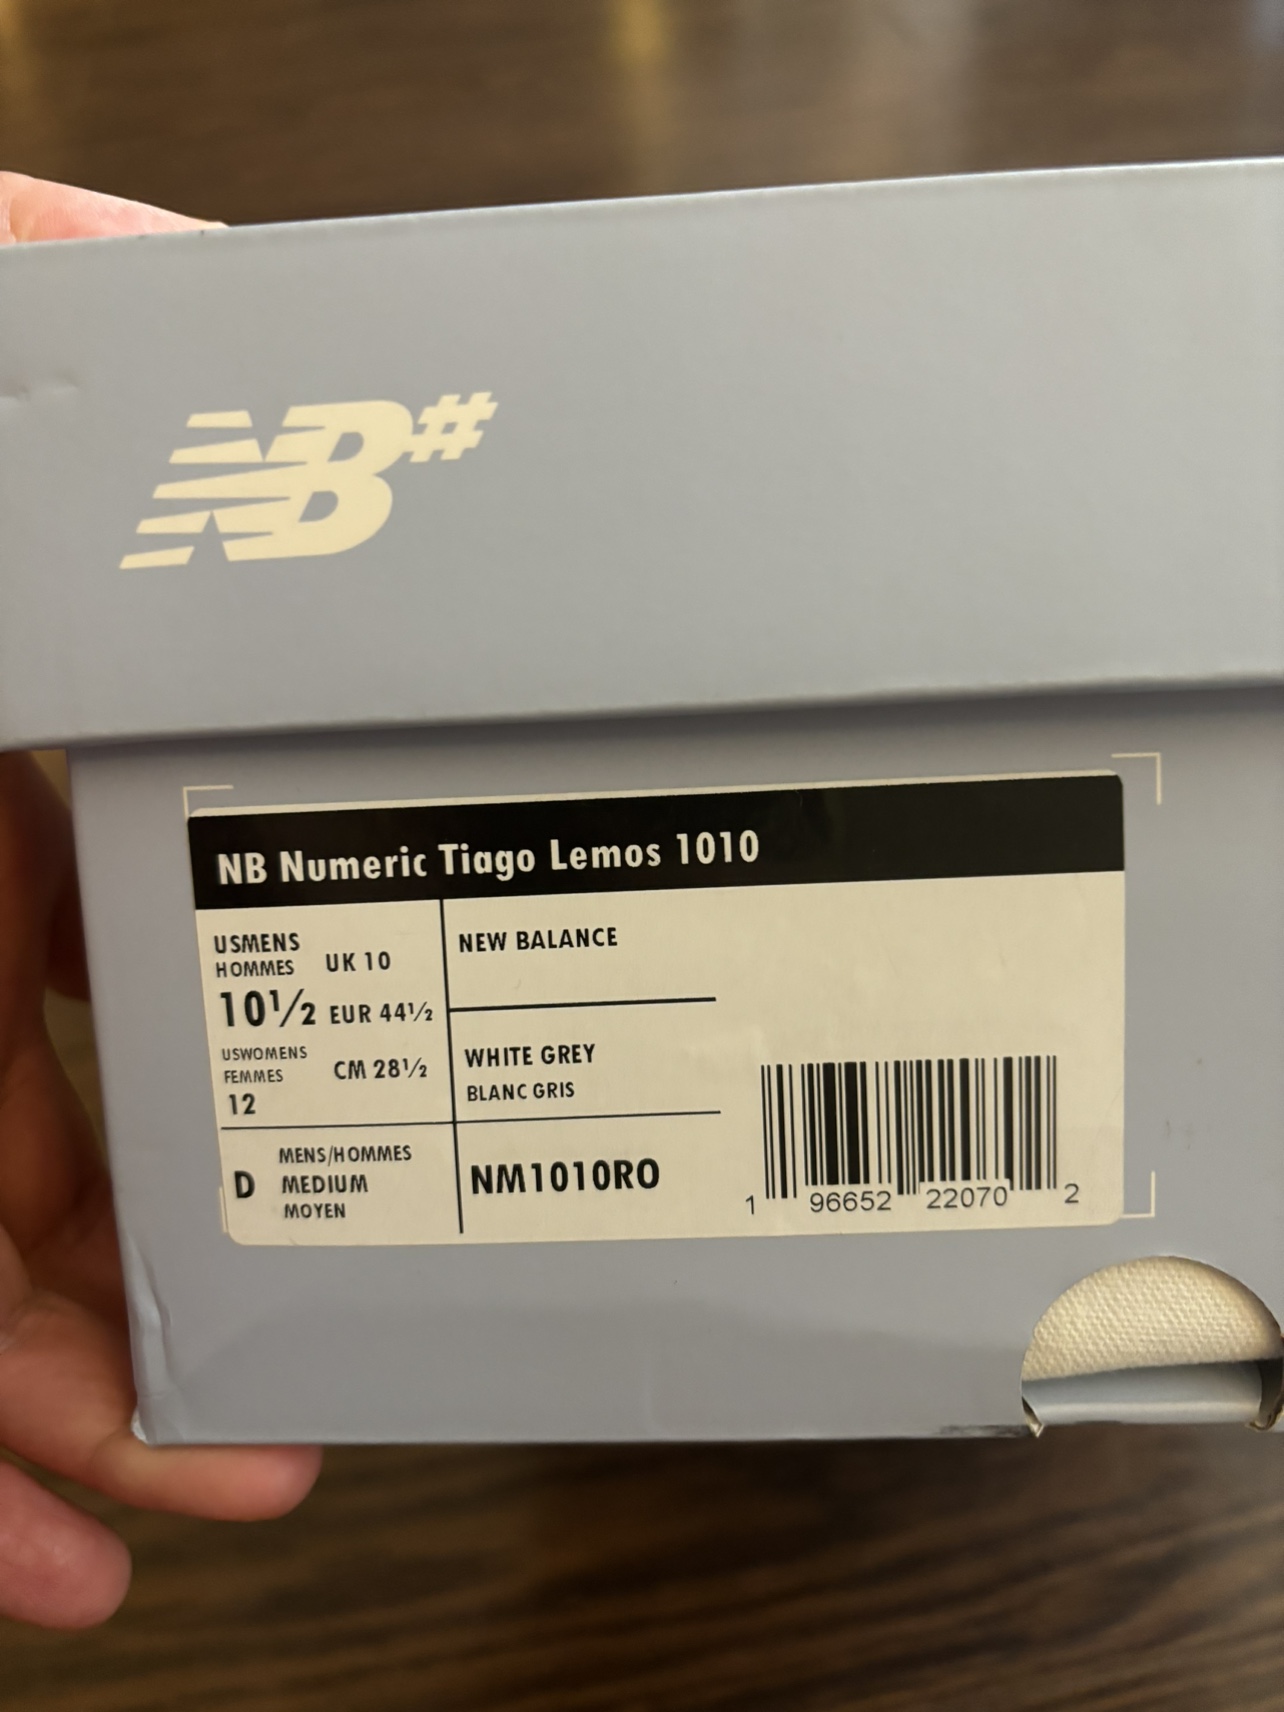 NB#
NB Numeric Tiago Lemos 1010
USMENS
HOMMES
UK 10
10½
EUR 44½
USWOMENS
FEMMES
CM 28½
12
D
MENS/HOMMES
MEDIUM
MOYEN
NEW BALANCE
WHITE GREY
BLANC GRIS
NM1010RO
1 96652 22070 2